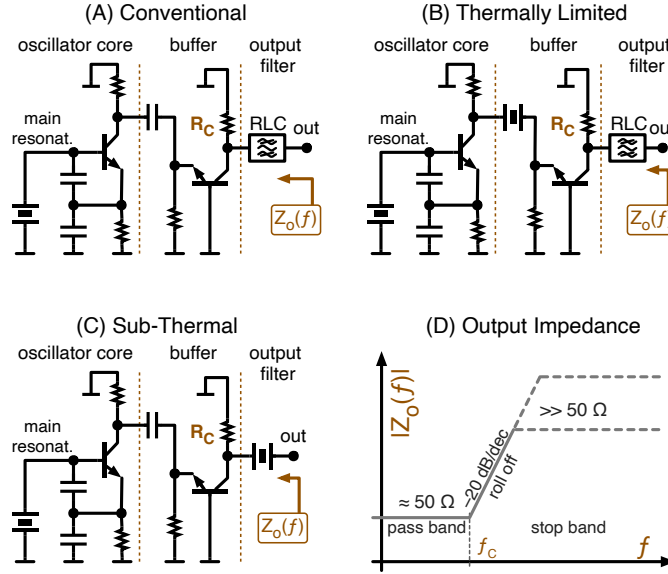 (A) Conventional
oscillator core
buffer
output
filter
main
resonat.
R_C
RLC
out
Z_o(f)
(B) Thermally Limited
oscillator core
buffer
output
filter
main
resonat.
R_C
RLC
out
Z_o(f)
(C) Sub-Thermal
oscillator core
buffer
output
filter
main
resonat.
R_C
out
Z_o(f)
(D) Output Impedance
|Z_o(f)|
≈ 50 Ω
−20 dB/dec
roll off
>> 50 Ω
pass band
stop band
f_C
f